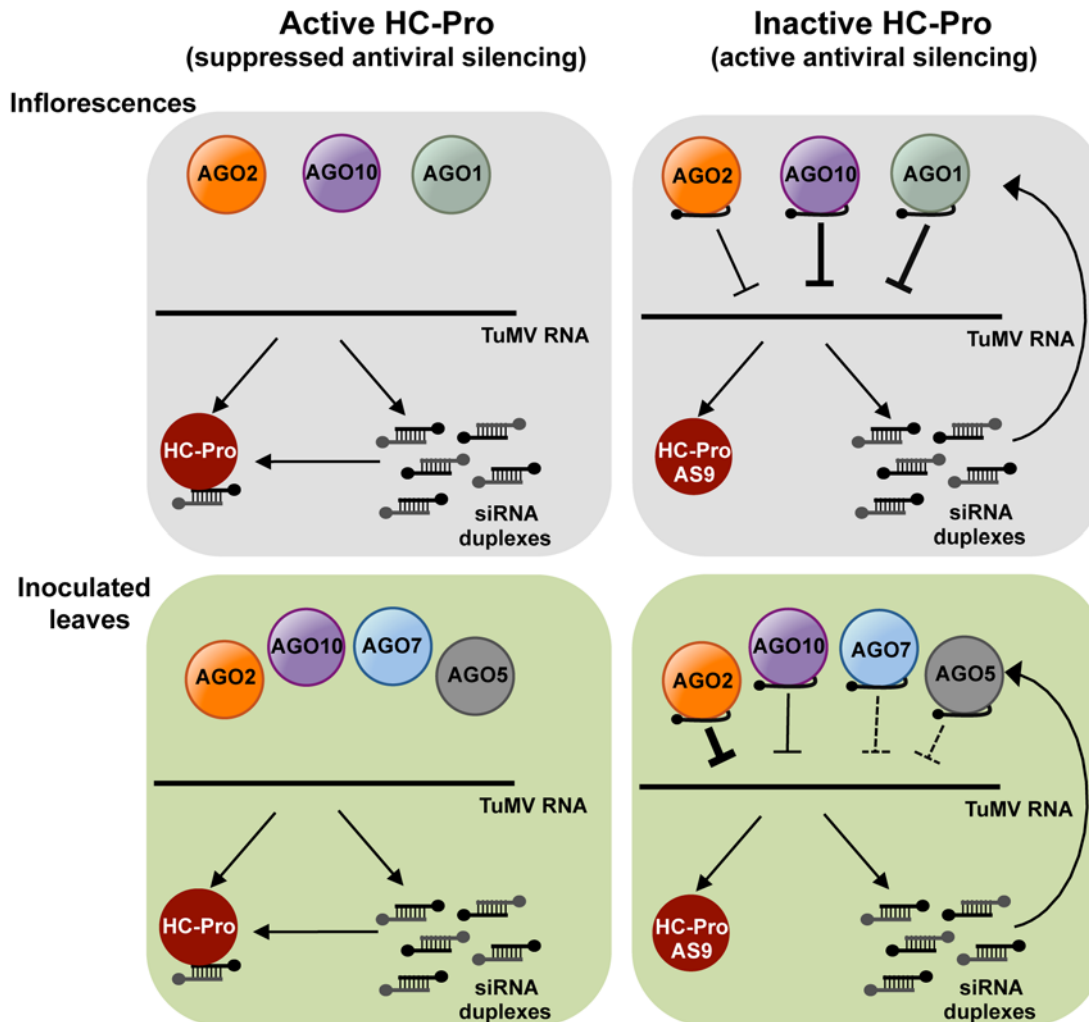 Active HC-Pro
(suppressed antiviral silencing)
Inactive HC-Pro
(active antiviral silencing)
Inflorescences
AGO2
AGO10
AGO1
TuMV RNA
HC-Pro
siRNA
duplexes
AGO2
AGO10
AGO1
TuMV RNA
HC-Pro
AS9
siRNA
duplexes
Inoculated
leaves
AGO2
AGO10
AGO7
AGO5
TuMV RNA
HC-Pro
siRNA
duplexes
AGO2
AGO10
AGO7
AGO5
TuMV RNA
HC-Pro
AS9
siRNA
duplexes